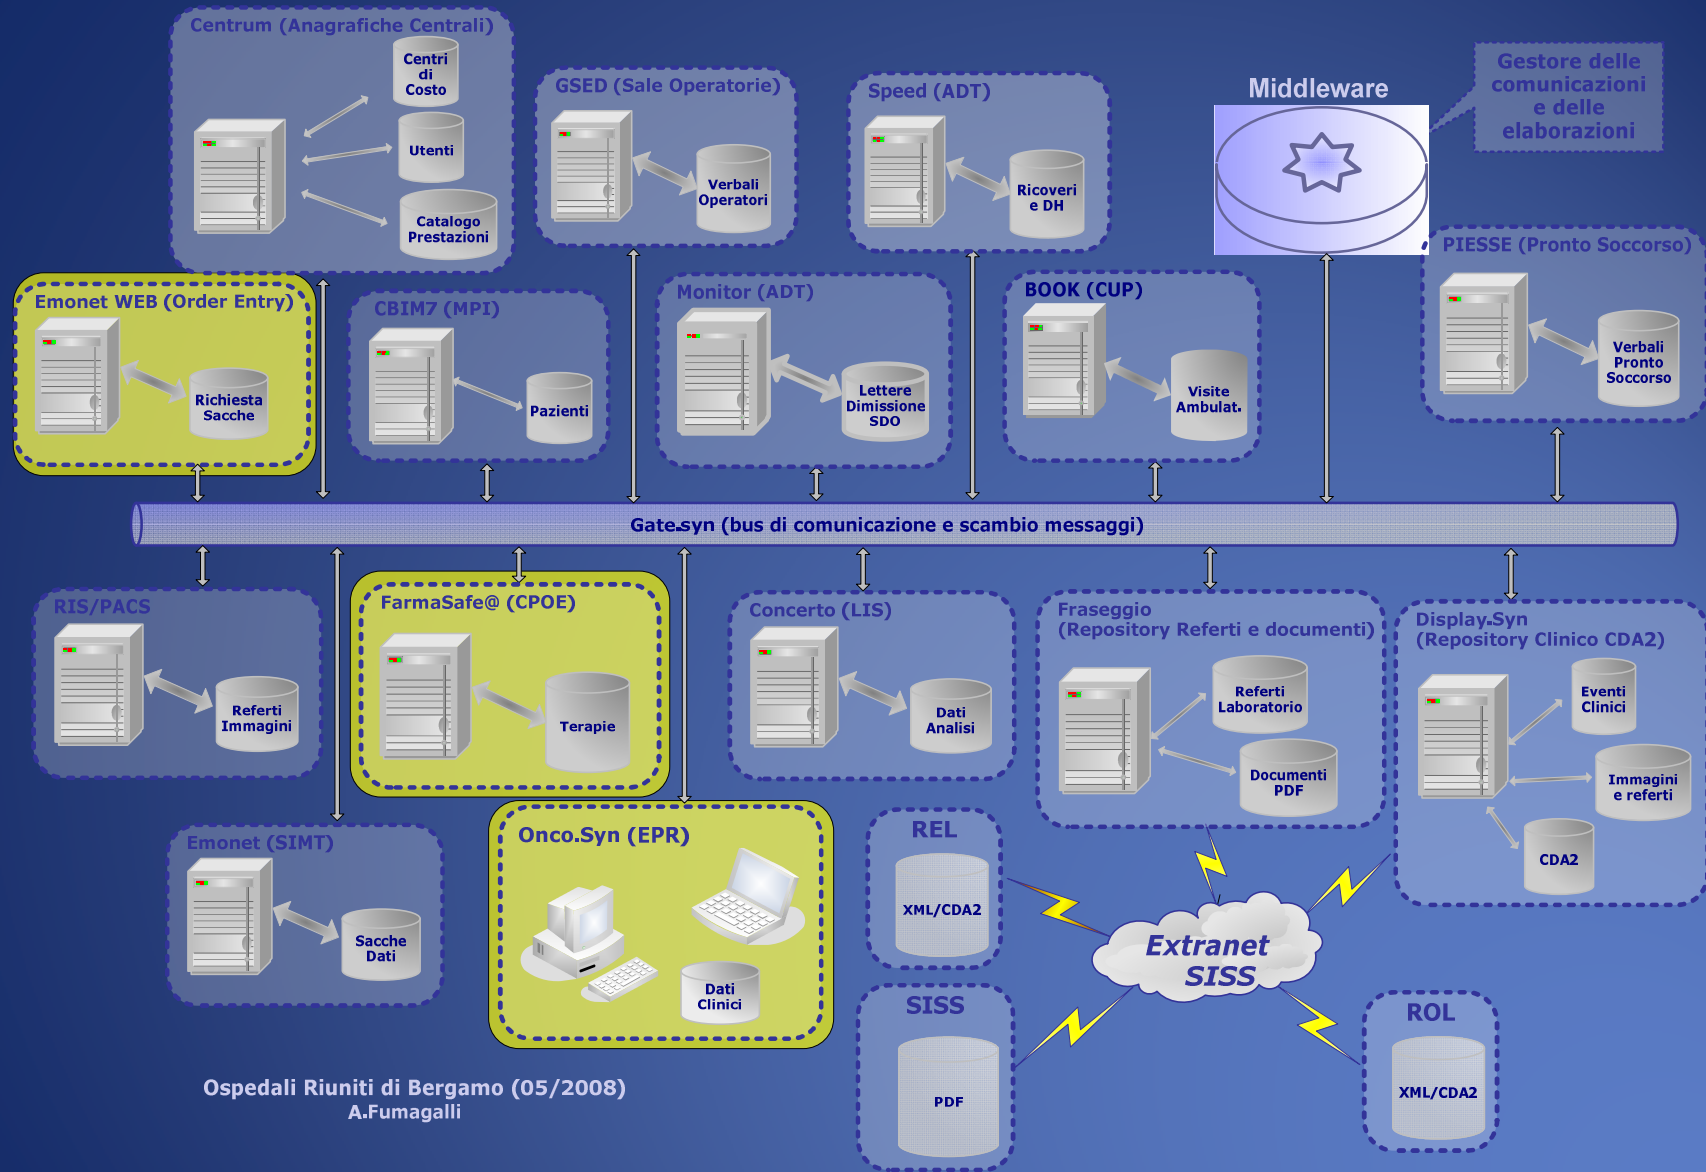 Centrum (Anagrafiche Centrali)
Centri
di
Costo
Utenti
Catalogo
Prestazioni
GSED (Sale Operatorie)
Verbali
Operatori
Speed (ADT)
Ricoveri
e DH
Middleware
Gestore delle
comunicazioni
e delle
elaborazioni
Emonet WEB (Order Entry)
Richiesta
Sacche
CBIM7 (MPI)
Pazienti
Monitor (ADT)
Lettere
Dimissione
SDO
BOOK (CUP)
Visite
Ambulat.
PIESSE (Pronto Soccorso)
Verbali
Pronto
Soccorso
Gate.syn (bus di comunicazione e scambio messaggi)
RIS/PACS
Referti
Immagini
FarmaSafe@ (CPOE)
Terapie
Concerto (LIS)
Dati
Analisi
Fraseggio
(Repository Referti e documenti)
Referti
Laboratorio
Documenti
PDF
Display.Syn
(Repository Clinico CDA2)
Eventi
Clinici
Immagini
e referti
CDA2
Emonet (SIMT)
Sacche
Dati
Onco.Syn (EPR)
Dati
Clinici
REL
XML/CDA2
Extranet
SISS
SISS
PDF
ROL
XML/CDA2
Ospedali Riuniti di Bergamo (05/2008)
A.Fumagalli